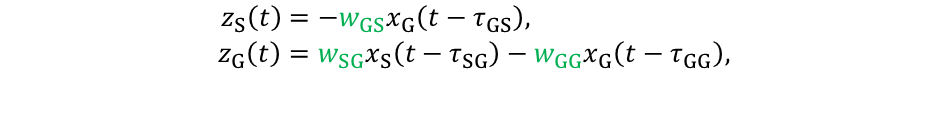 z_S(t) = −w_GS x_G(t − τ_GS),
z_G(t) = w_SG x_S(t − τ_SG) − w_GG x_G(t − τ_GG),